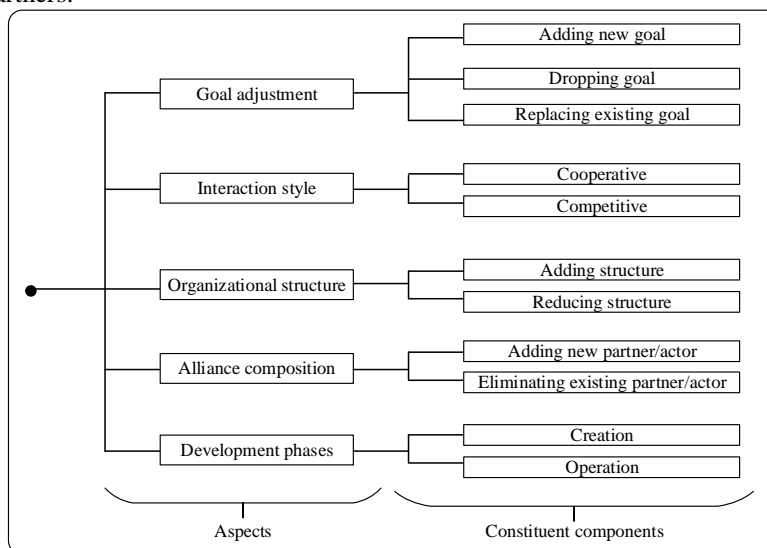 artners.
Adding new goal
Goal adjustment
Dropping goal
Replacing existing goal
Interaction style
Cooperative
Competitive
Organizational structure
Adding structure
Reducing structure
Alliance composition
Adding new partner/actor
Eliminating existing partner/actor
Development phases
Creation
Operation
Aspects
Constituent components